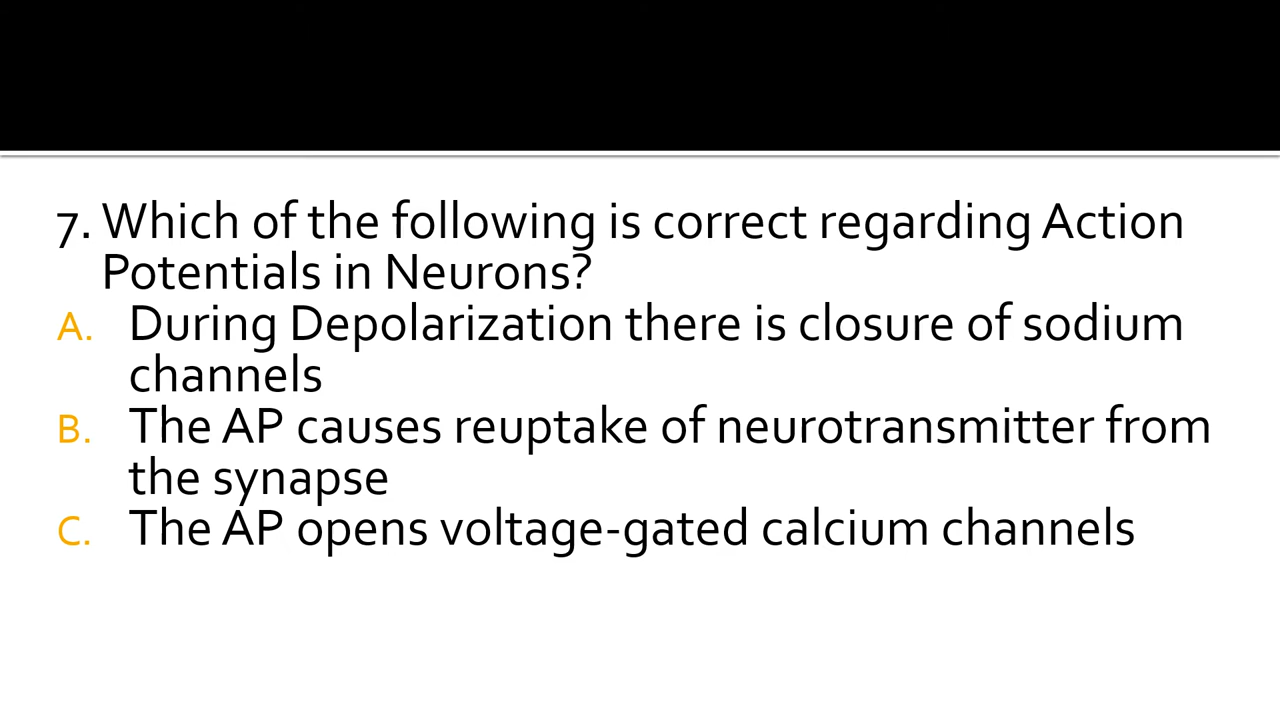 7. Which of the following is correct regarding Action
Potentials in Neurons?
A. During Depolarization there is closure of sodium
channels
B. The AP causes reuptake of neurotransmitter from
the synapse
C. The AP opens voltage-gated calcium channels